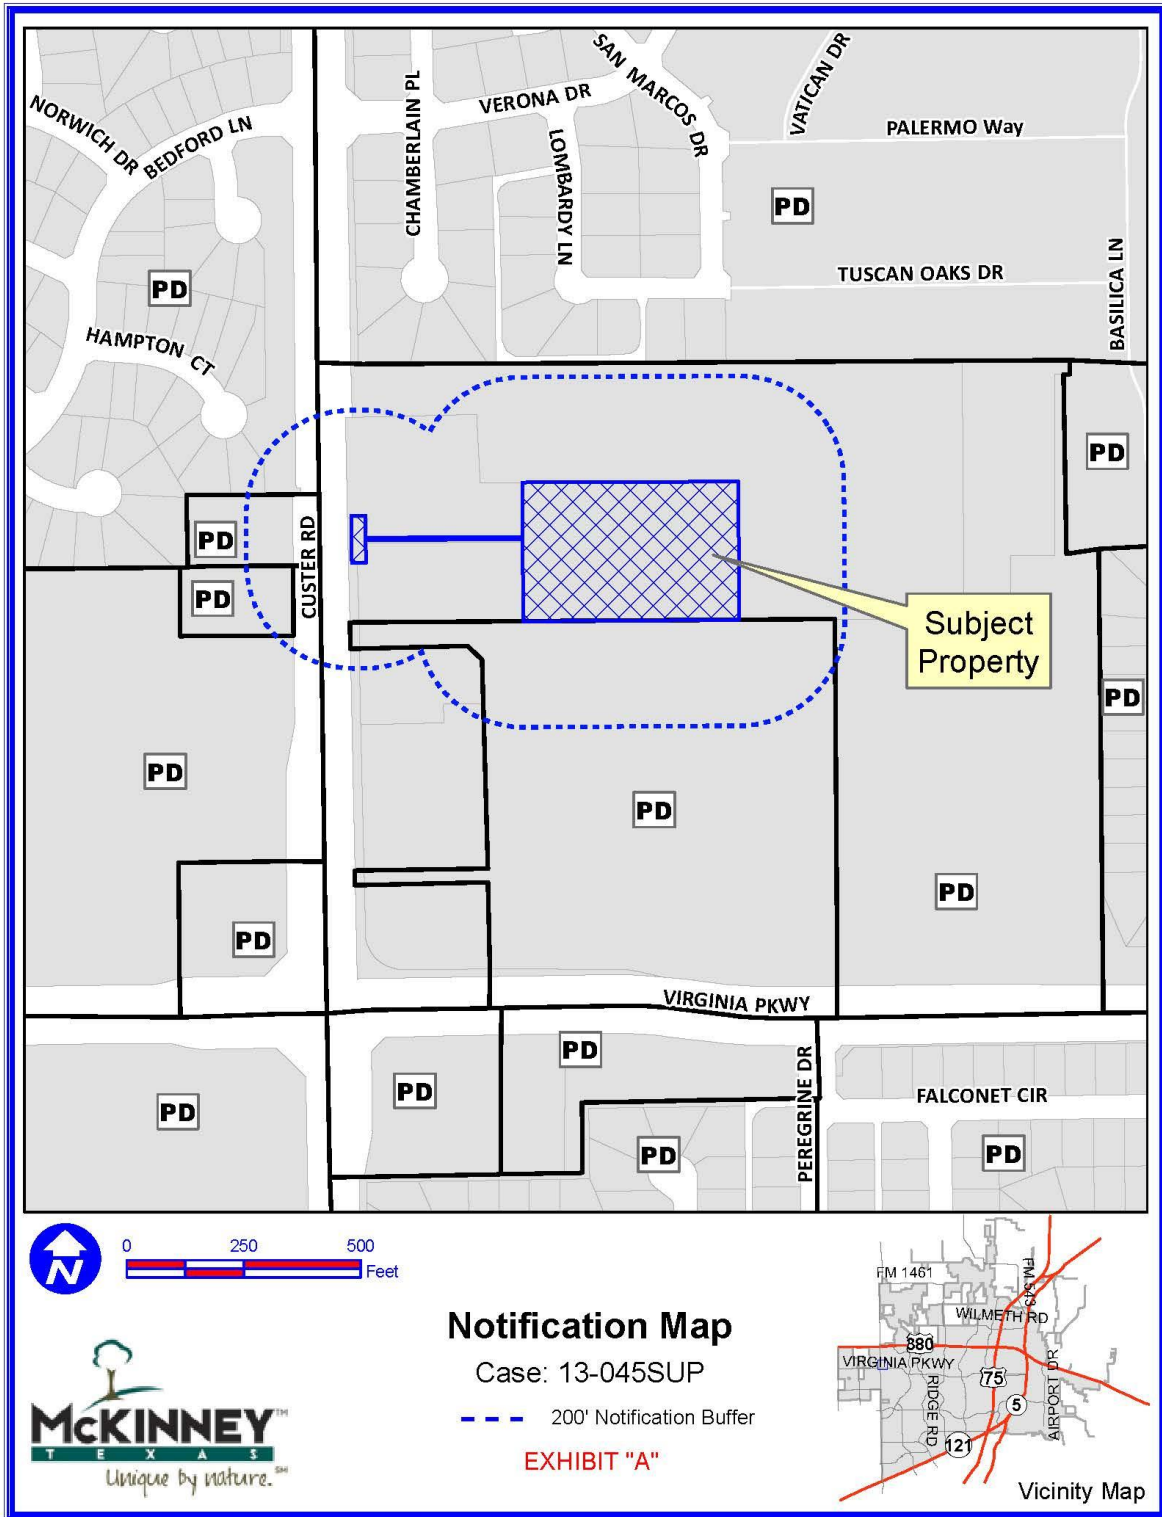 NORWICH DR
BEDFORD LN
CHAMBERLAIN PL
VERONA DR
LOMBARDY LN
SAN MARCOS DR
VATICAN DR
PALERMO Way
PD
TUSCAN OAKS DR
BASILICA LN
PD
HAMPTON CT
PD
PD
PD
CUSTER RD
Subject
Property
PD
PD
PD
PD
PD
VIRGINIA PKWY
PD
PD
PD
PEREGRINE DR
FALCONET CIR
PD
PD
N
0 250 500
Feet
Notification Map
Case: 13-045SUP
200' Notification Buffer
EXHIBIT "A"
McKINNEY™
TEXAS
Unique by nature.℠
FM 1461
FM 543
WILMETH RD
380
VIRGINIA PKWY
75
RIDGE RD
5
AIRPORT DR
121
Vicinity Map